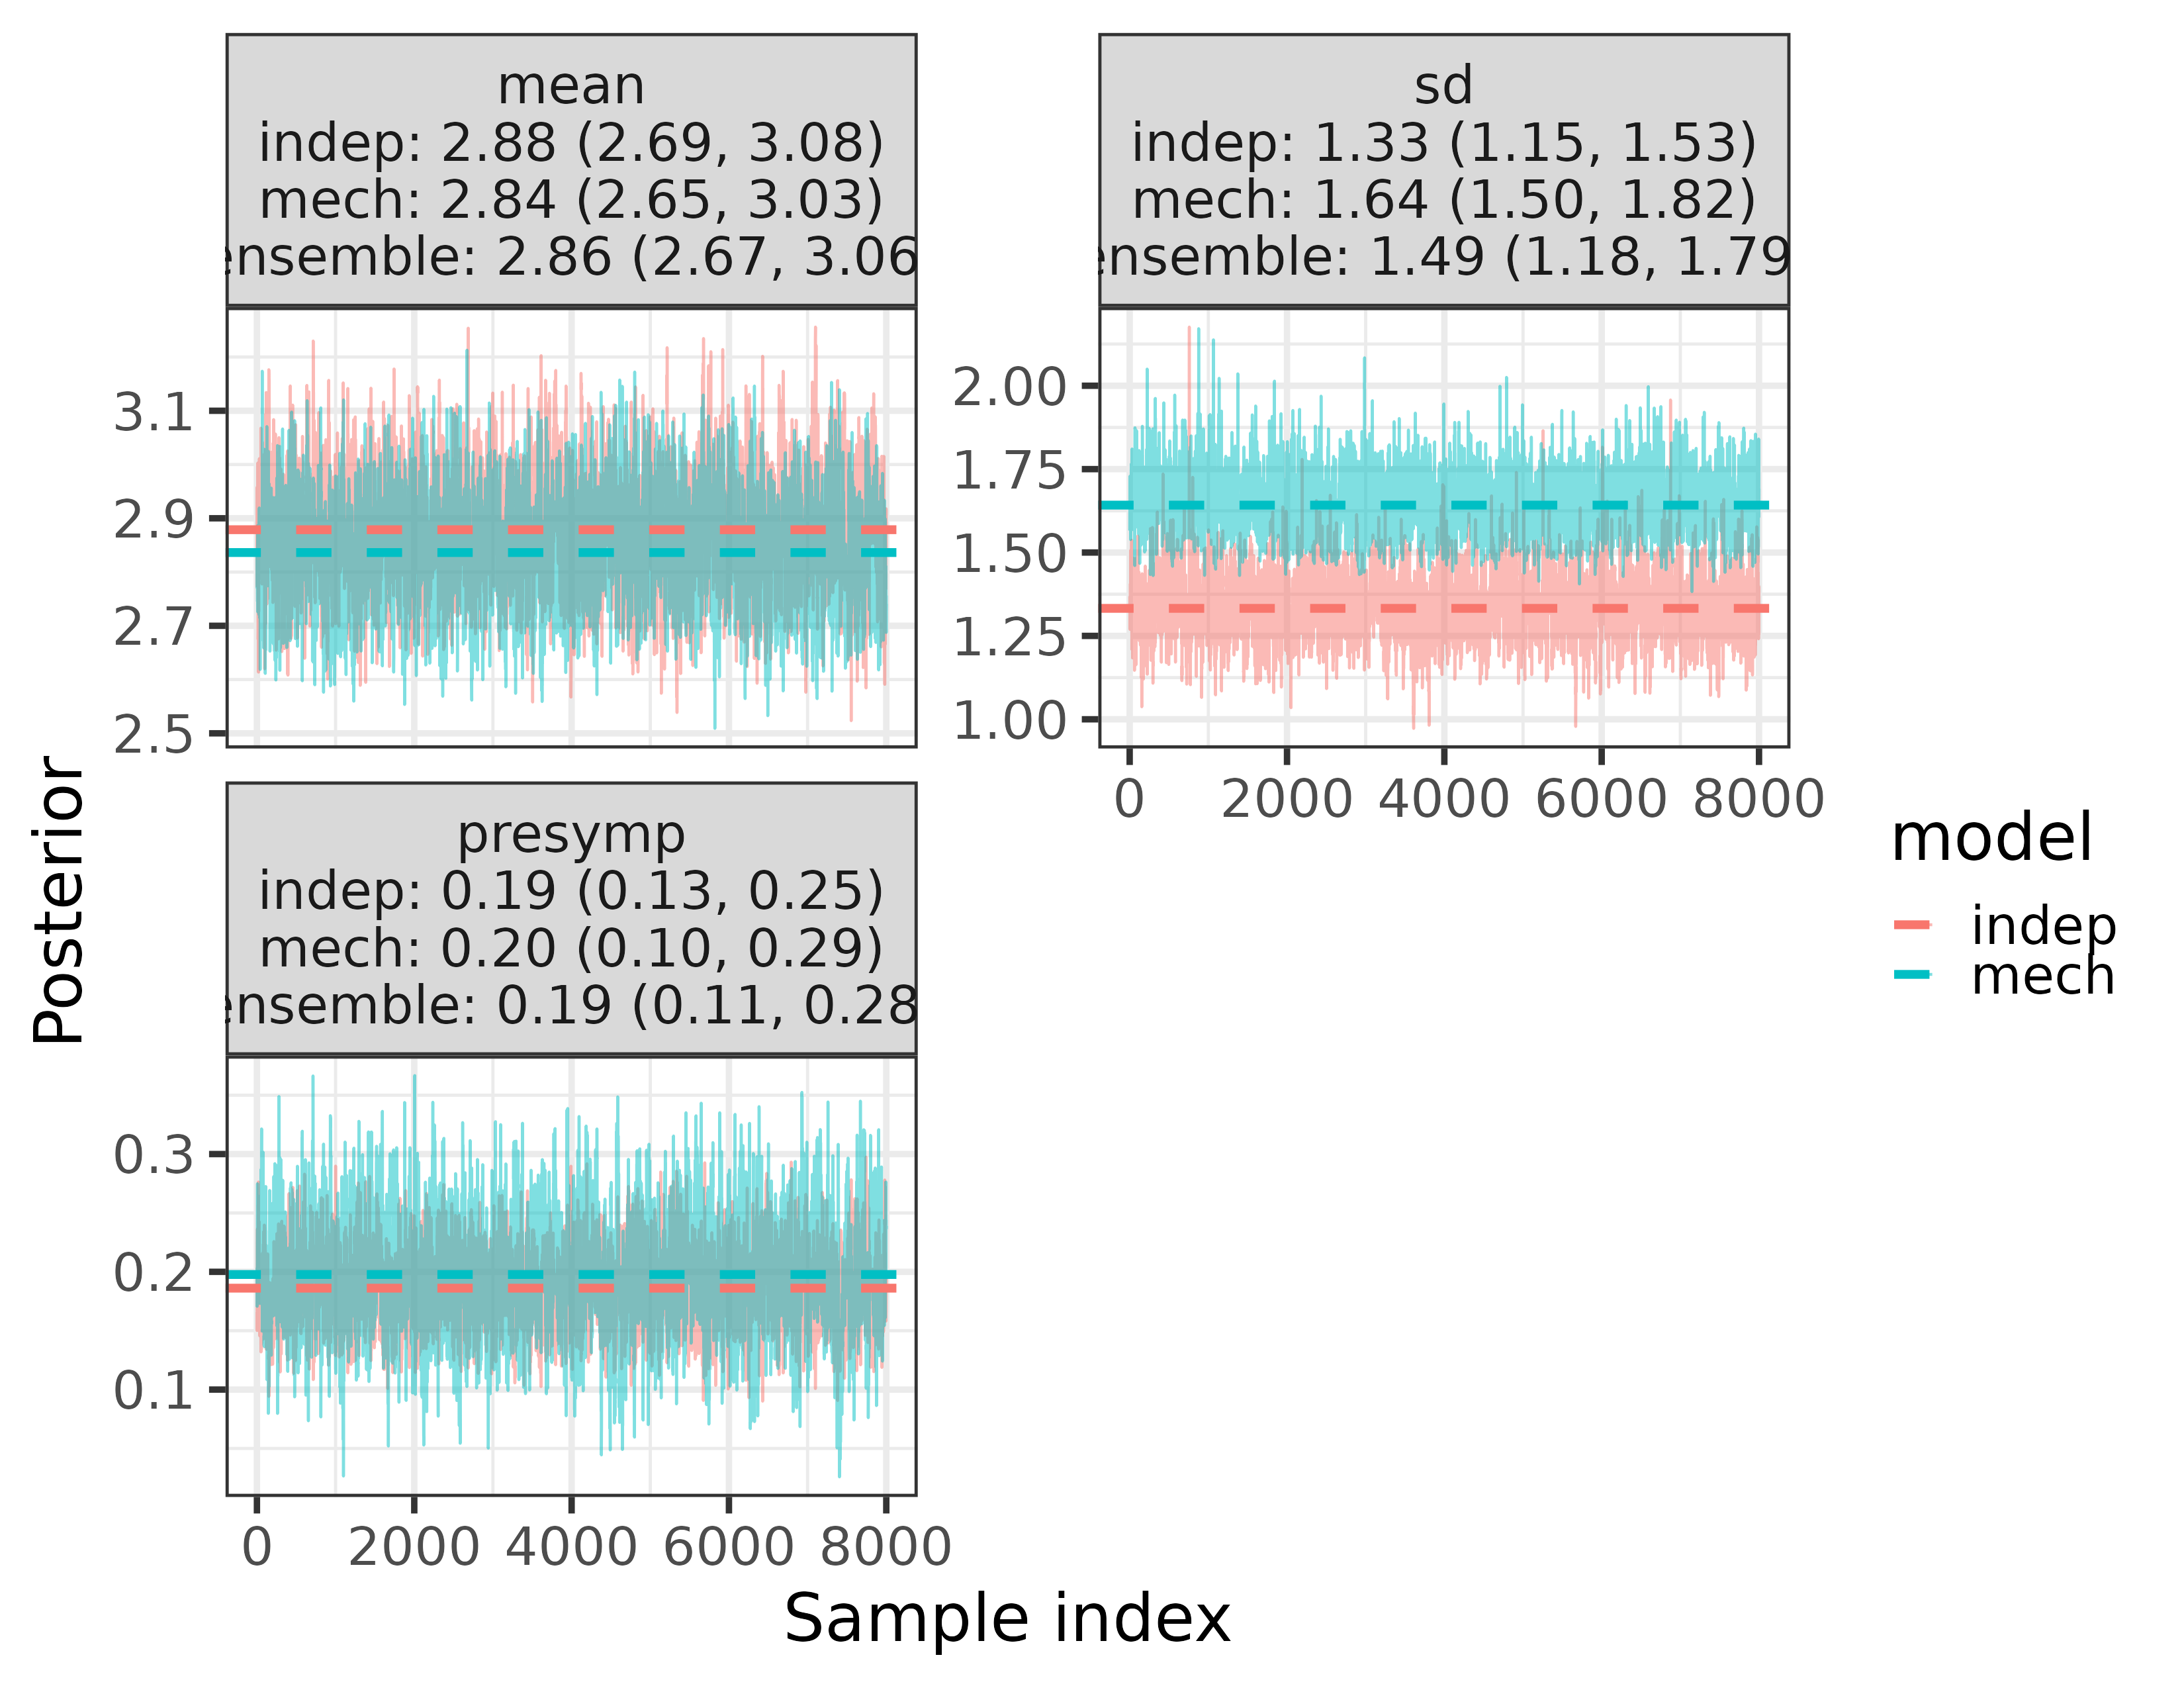 mean
indep: 2.88 (2.69, 3.08)
mech: 2.84 (2.65, 3.03)
ensemble: 2.86 (2.67, 3.06
3.1
2.9
2.7
2.5
sd
indep: 1.33 (1.15, 1.53)
mech: 1.64 (1.50, 1.82)
ensemble: 1.49 (1.18, 1.79
2.00
1.75
1.50
1.25
1.00
0 2000 4000 6000 8000
presymp
indep: 0.19 (0.13, 0.25)
mech: 0.20 (0.10, 0.29)
ensemble: 0.19 (0.11, 0.28
0.3
0.2
0.1
0 2000 4000 6000 8000
Posterior
Sample index
model
indep
mech